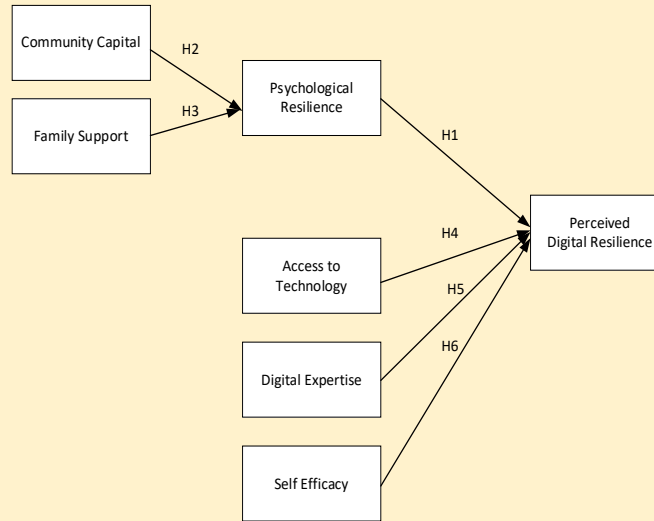 Community Capital
H2
Family Support
H3
Psychological
Resilience
H1
Perceived
Digital Resilience
Access to
Technology
H4
H5
Digital Expertise
H6
Self Efficacy